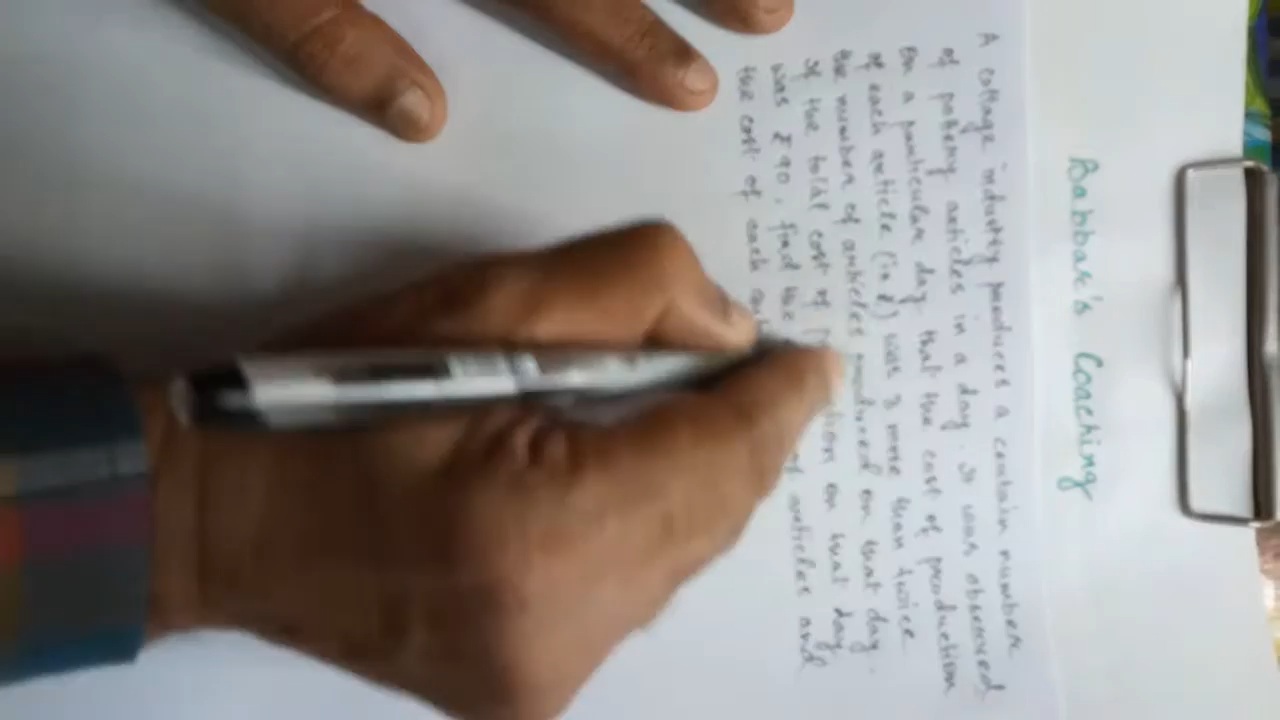 Babbar's Coaching
A cottage industry produces a certain number
of pottery articles in a day. It was observed
on a particular day that the cost of production
of each article (in ₹) was 3 more than twice
the number of articles produced on that day.
If the total cost of on that day
was ₹ 90, find the of articles and
the cost of each